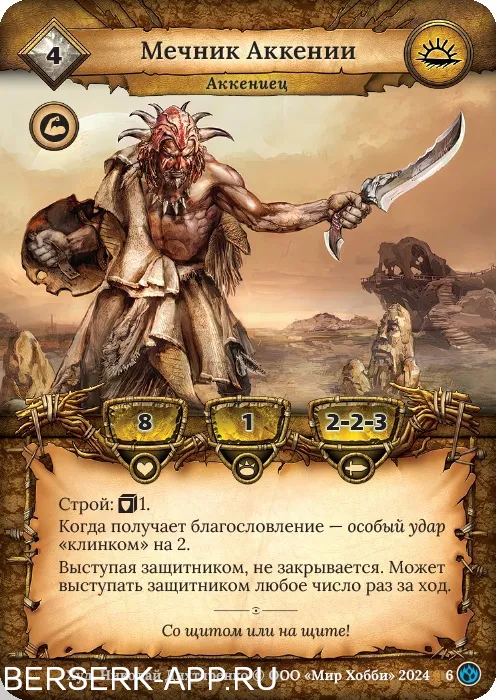 4
Мечник Аккении
Аккениец
8
1
2-2-3
Строй: 1.
Когда получает благословление — особый удар
«клинком» на 2.
Выступая защитником, не закрывается. Может
выступать защитником любое число раз за ход.
Со щитом или на щите!
© ООО «Мир Хобби» 2024 6
BERSERK-APP.RU